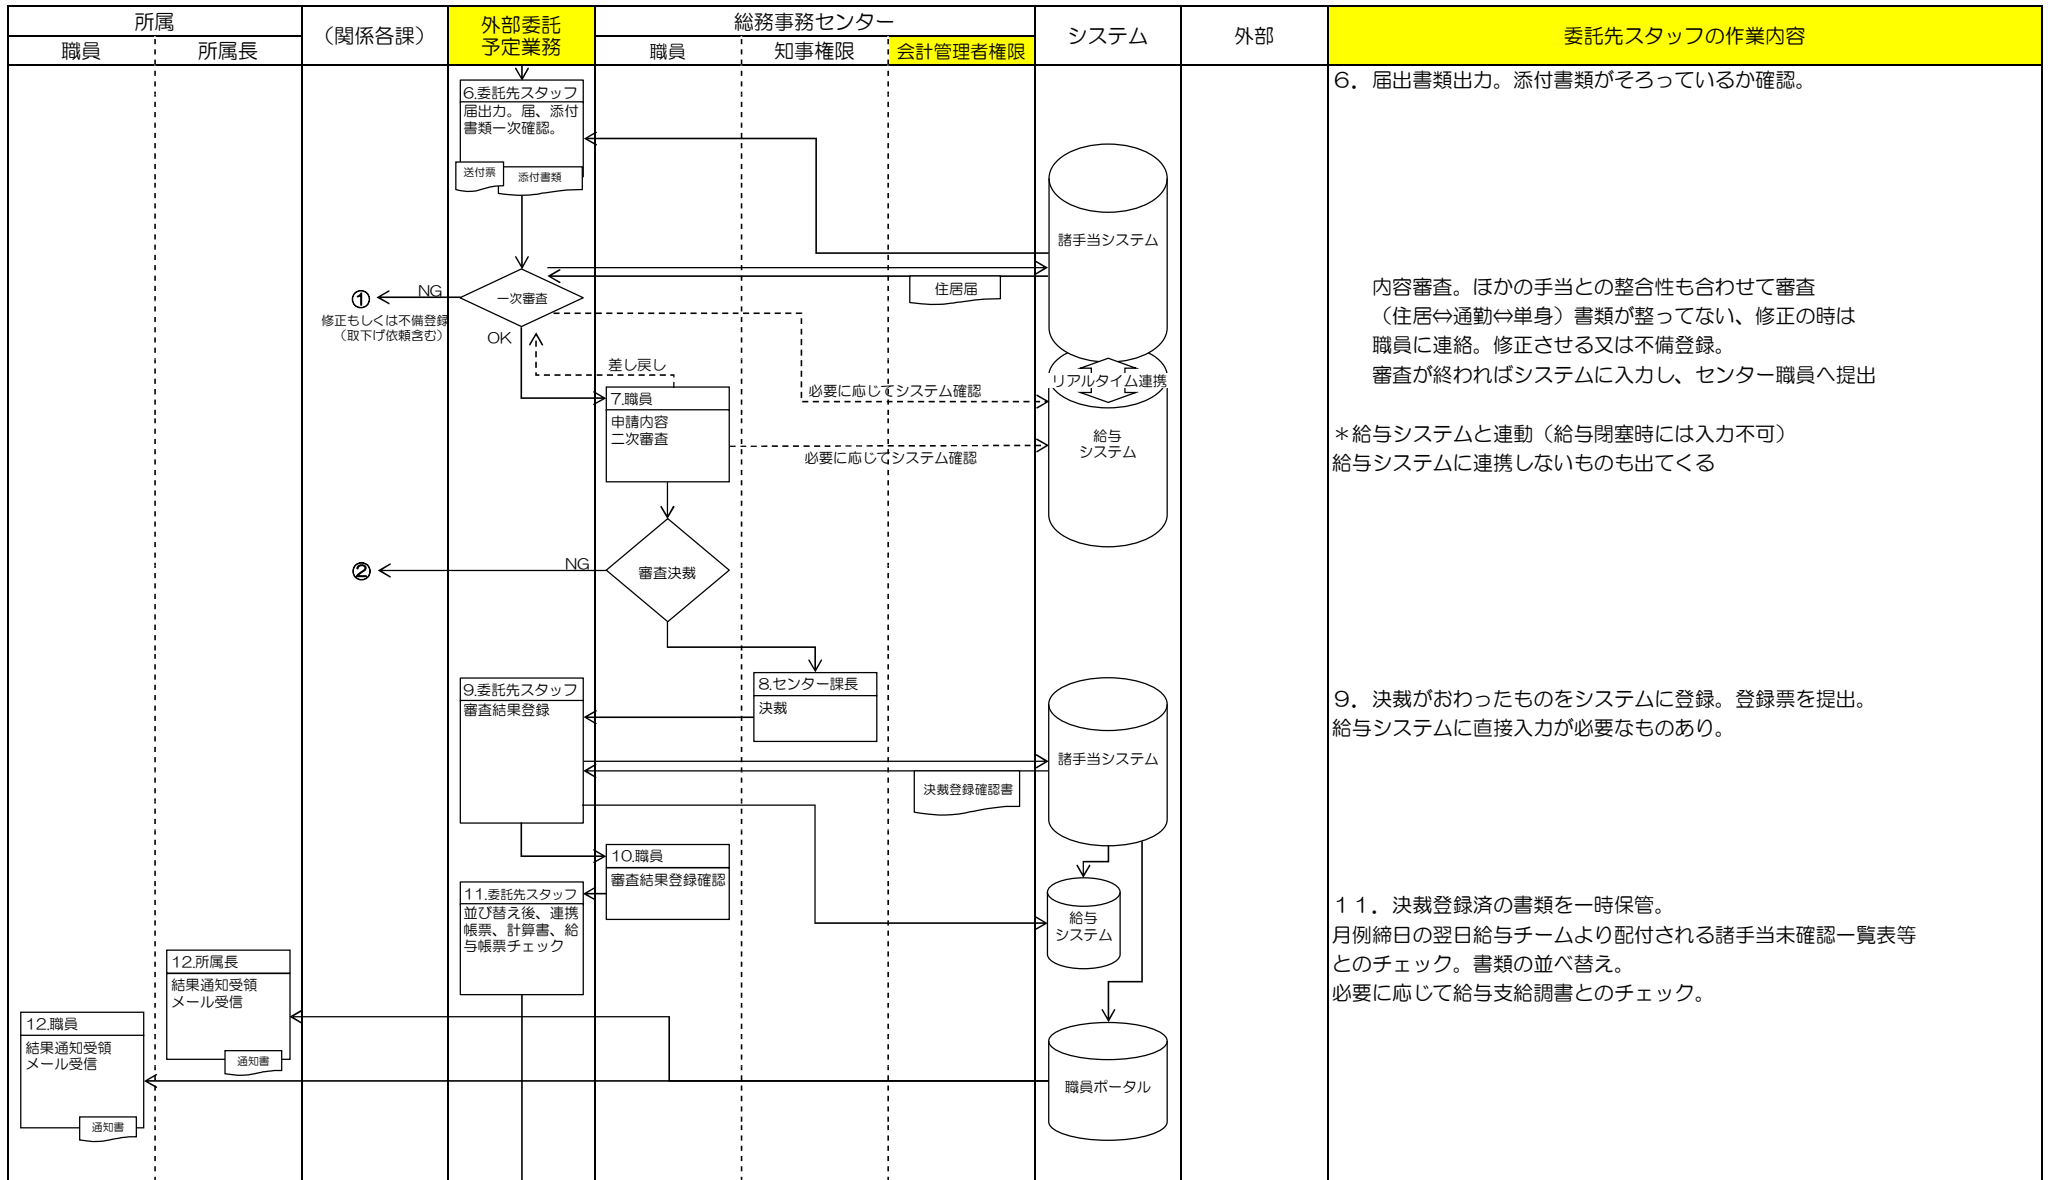 所属
（関係各課）
外部委託
予定業務
総務事務センター
システム
外部
委託先スタッフの作業内容
職員
所属長
職員
知事権限
会計管理者権限
6.委託先スタッフ
届出力。届、添付
書類一次確認。
送付票
添付書類
６．届出書類出力。添付書類がそろっているか確認。
諸手当システム
住居届
一次審査
NG
①
修正もしくは不備登録
（取下げ依頼含む）
OK
内容審査。ほかの手当との整合性も合わせて審査
（住居⇔通勤⇔単身）書類が整ってない、修正の時は
職員に連絡。修正させる又は不備登録。
審査が終わればシステムに入力し、センター職員へ提出
差し戻し
リアルタイム連携
必要に応じてシステム確認
7.職員
申請内容
二次審査
給与
システム
必要に応じてシステム確認
＊給与システムと連動（給与閉塞時には入力不可）
給与システムに連携しないものも出てくる
NG
②
審査決裁
8.センター課長
決裁
9.委託先スタッフ
審査結果登録
９．決裁がおわったものをシステムに登録。登録票を提出。
給与システムに直接入力が必要なものあり。
諸手当システム
決裁登録確認書
10.職員
審査結果登録確認
11.委託先スタッフ
並び替え後、連携
帳票、計算書、給
与帳票チェック
給与
システム
１１．決裁登録済の書類を一時保管。
月例締日の翌日給与チームより配付される諸手当未確認一覧表等
とのチェック。書類の並べ替え。
必要に応じて給与支給調書とのチェック。
12.所属長
結果通知受領
メール受信
通知書
12.職員
結果通知受領
メール受信
通知書
職員ポータル